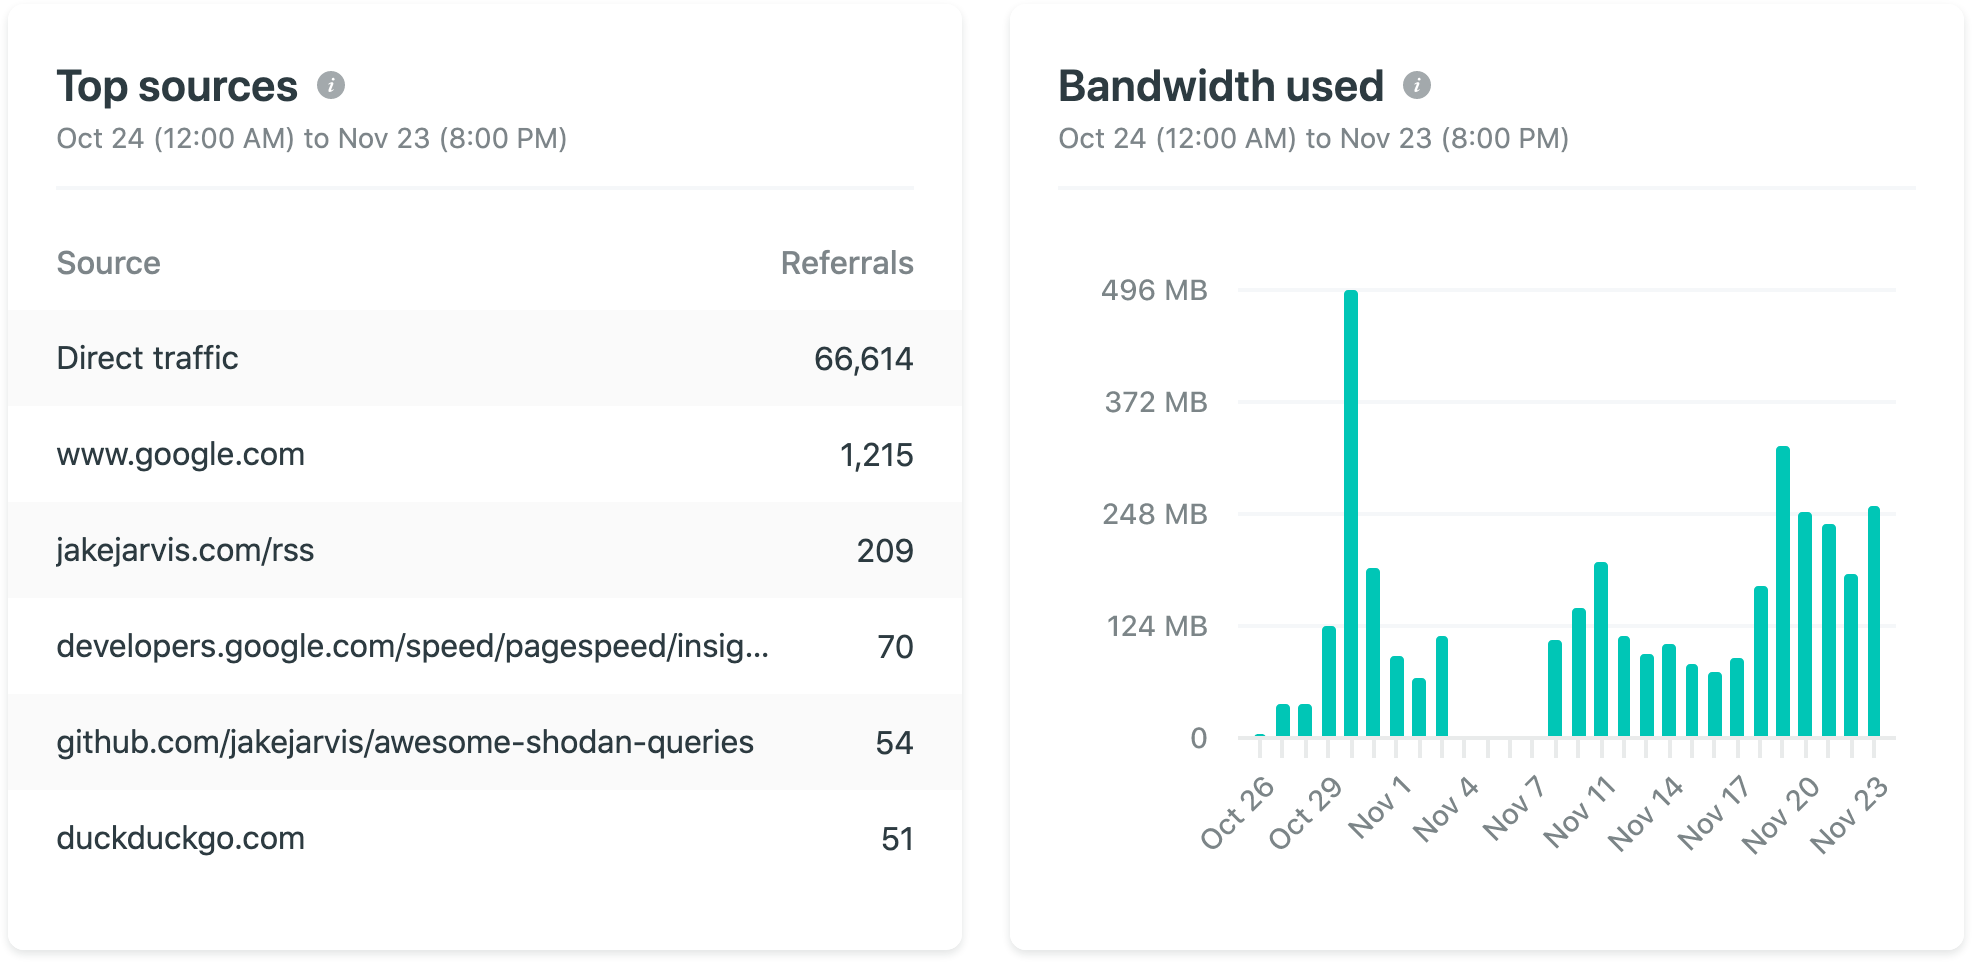 Top sources
Oct 24 (12:00 AM) to Nov 23 (8:00 PM)
Source Referrals
Direct traffic 66,614
www.google.com 1,215
jakejarvis.com/rss 209
developers.google.com/speed/pagespeed/insig... 70
github.com/jakejarvis/awesome-shodan-queries 54
duckduckgo.com 51
Bandwidth used
Oct 24 (12:00 AM) to Nov 23 (8:00 PM)
496 MB
372 MB
248 MB
124 MB
0
Oct 26 Oct 29 Nov 1 Nov 4 Nov 7 Nov 11 Nov 14 Nov 17 Nov 20 Nov 23